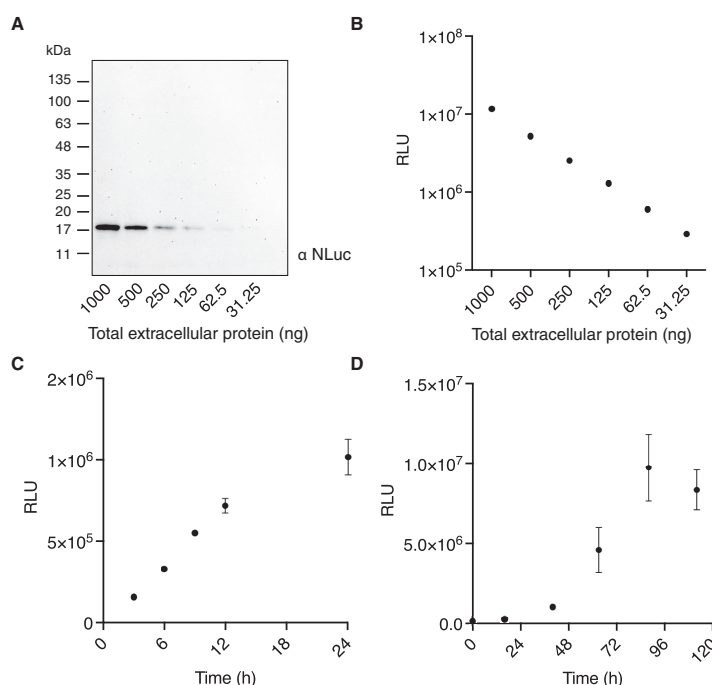 A
kDa
135
100
63
48
35
25
20
17
11
α NLuc
1000 500 250 125 62.5 31.25
Total extracellular protein (ng)
B
1×10⁸
1×10⁷
1×10⁶
1×10⁵
RLU
1000 500 250 125 62.5 31.25
Total extracellular protein (ng)
C
2×10⁶
1×10⁶
5×10⁵
0
RLU
0 6 12 18 24
Time (h)
D
1.5×10⁷
1.0×10⁷
5.0×10⁶
0.0
RLU
0 24 48 72 96 120
Time (h)